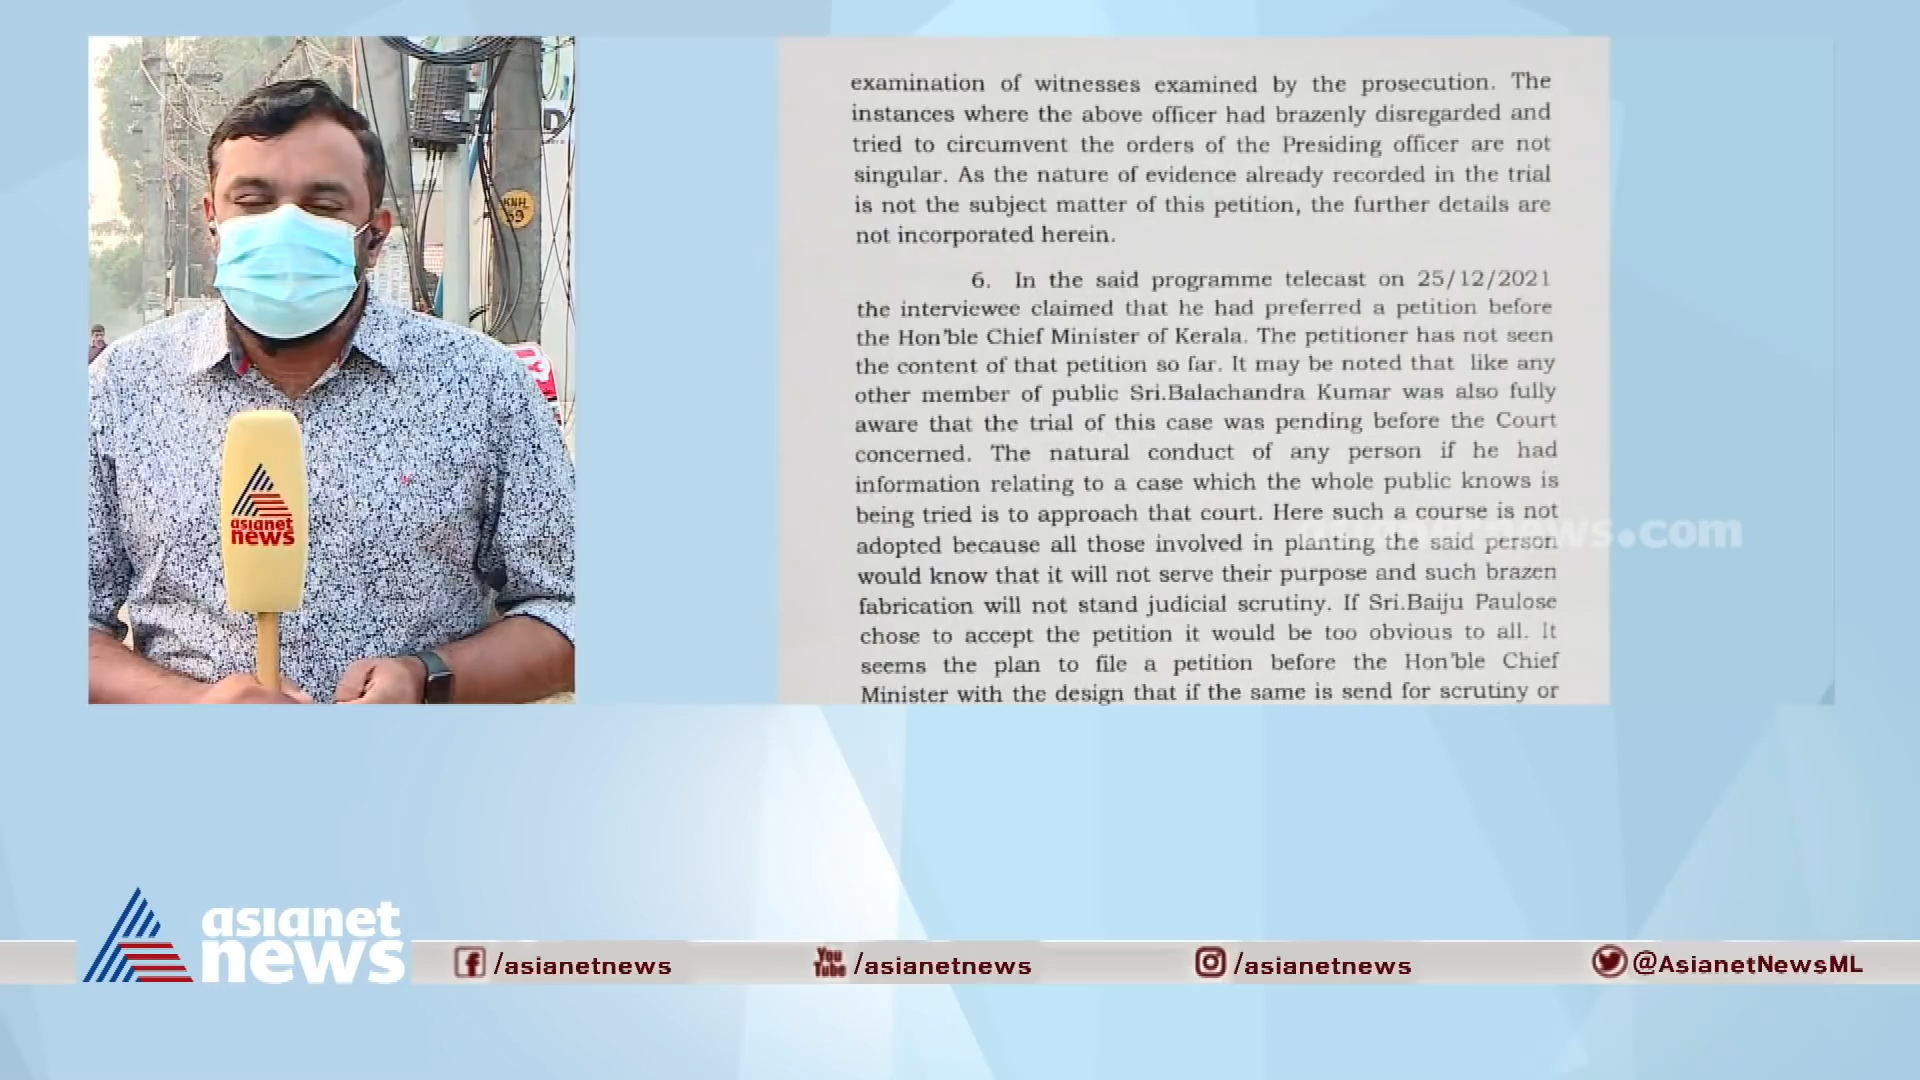 examination of witnesses examined by the prosecution. The
instances where the above officer had brazenly disregarded and
tried to circumvent the orders of the Presiding officer are not
singular. As the nature of evidence already recorded in the trial
is not the subject matter of this petition, the further details are
not incorporated herein.
6. In the said programme telecast on 25/12/2021
the interviewee claimed that he had preferred a petition before
the Hon'ble Chief Minister of Kerala. The petitioner has not seen
the content of that petition so far. It may be noted that like any
other member of public Sri.Balachandra Kumar was also fully
aware that the trial of this case was pending before the Court
concerned. The natural conduct of any person if he had
information relating to a case which the whole public knows is
being tried is to approach that court. Here such a course is not
adopted because all those involved in planting the said person
would know that it will not serve their purpose and such brazen
fabrication will not stand judicial scrutiny. If Sri.Baiju Paulose
chose to accept the petition it would be too obvious to all. It
seems the plan to file a petition before the Hon'ble Chief
Minister with the design that if the same is send for scrutiny or
asianetnews.com
KNH
59
asianet
news
asianet
news
/asianetnews
You
Tube
/asianetnews
/asianetnews
@AsianetNewsML